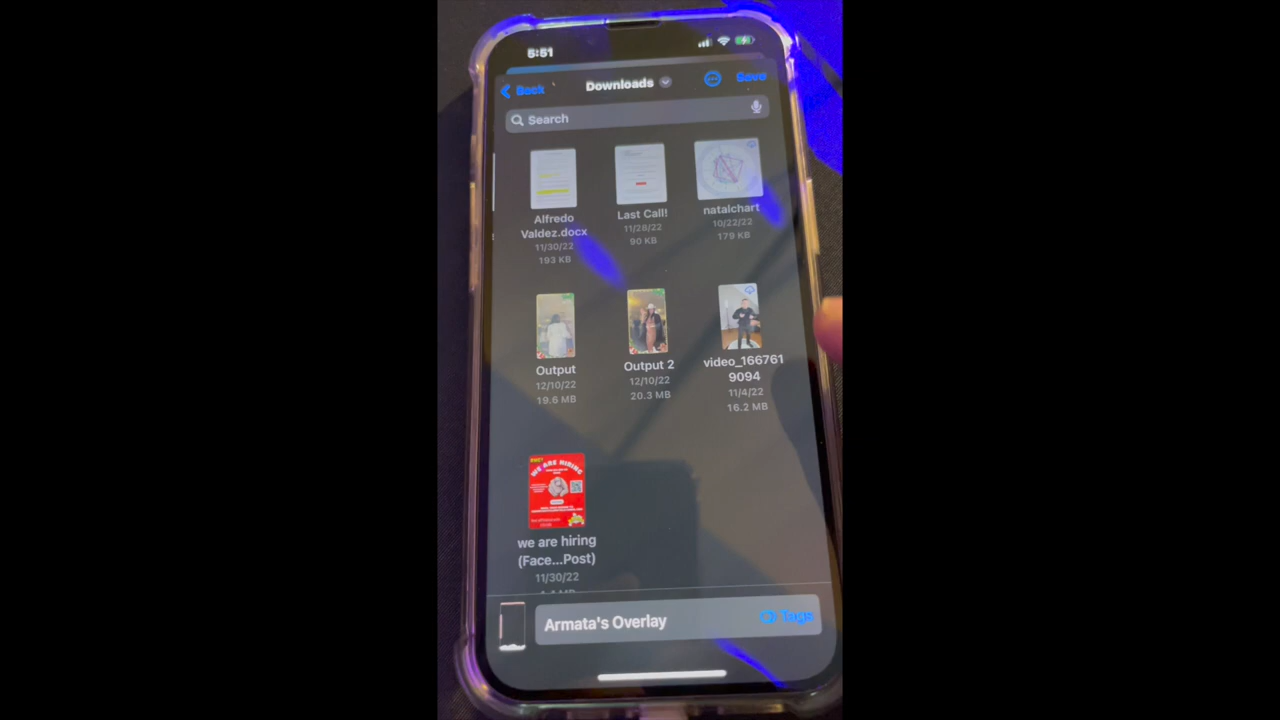 5:51
Back
Downloads
Save
Search
Alfredo
Valdez.docx
11/30/22
193 KB
Last Call!
11/28/22
90 KB
natalchart
10/22/22
179 KB
Output
12/10/22
19.6 MB
Output 2
12/10/22
20.3 MB
video_166761
9094
11/4/22
16.2 MB
WE ARE HIRING
we are hiring
(Face...Post)
11/30/22
Armata's Overlay
Tags